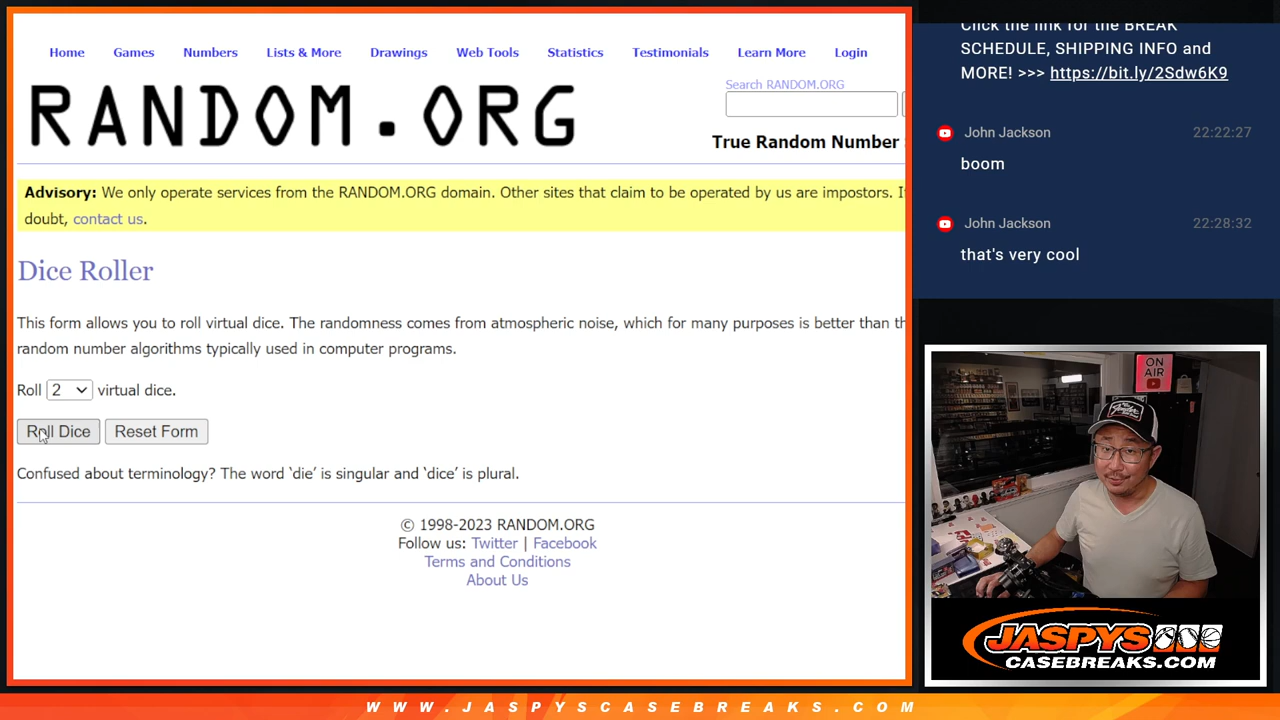 Home Games Numbers Lists & More Drawings Web Tools Statistics Testimonials Learn More Login
RANDOM.ORG
Search RANDOM.ORG
True Random Number
Advisory: We only operate services from the RANDOM.ORG domain. Other sites that claim to be operated by us are impostors. I
doubt, contact us.
Dice Roller
This form allows you to roll virtual dice. The randomness comes from atmospheric noise, which for many purposes is better than th
random number algorithms typically used in computer programs.
Roll 2 virtual dice.
Roll Dice Reset Form
Confused about terminology? The word ‘die’ is singular and ‘dice’ is plural.
© 1998-2023 RANDOM.ORG
Follow us: Twitter | Facebook
Terms and Conditions
About Us
Click the link for the BREAK
SCHEDULE, SHIPPING INFO and
MORE! >>> https://bit.ly/2Sdw6K9
John Jackson 22:22:27
boom
John Jackson 22:28:32
that's very cool
ON
AIR
JASPYS
CASEBREAKS.COM
WWW.JASPYSCASEBREAKS.COM